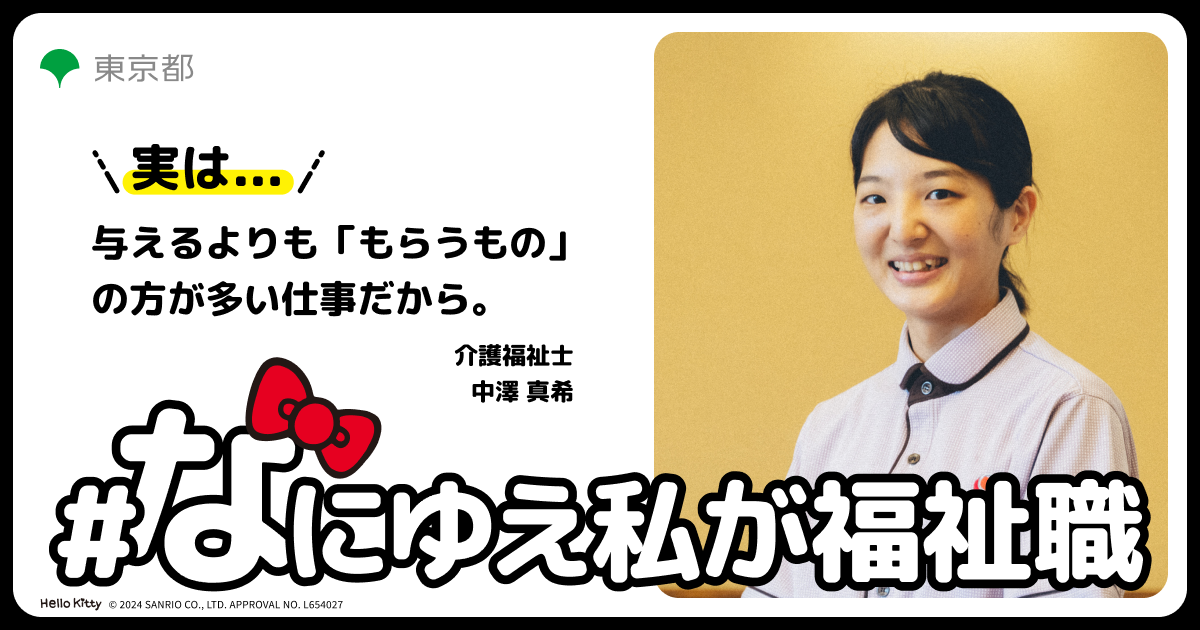 東京都
実は…
与えるよりも「もらうもの」
の方が多い仕事だから。
介護福祉士
中澤 真希
#なにゆえ私が福祉職
Hello Kitty © 2024 SANRIO CO., LTD. APPROVAL NO. L654027